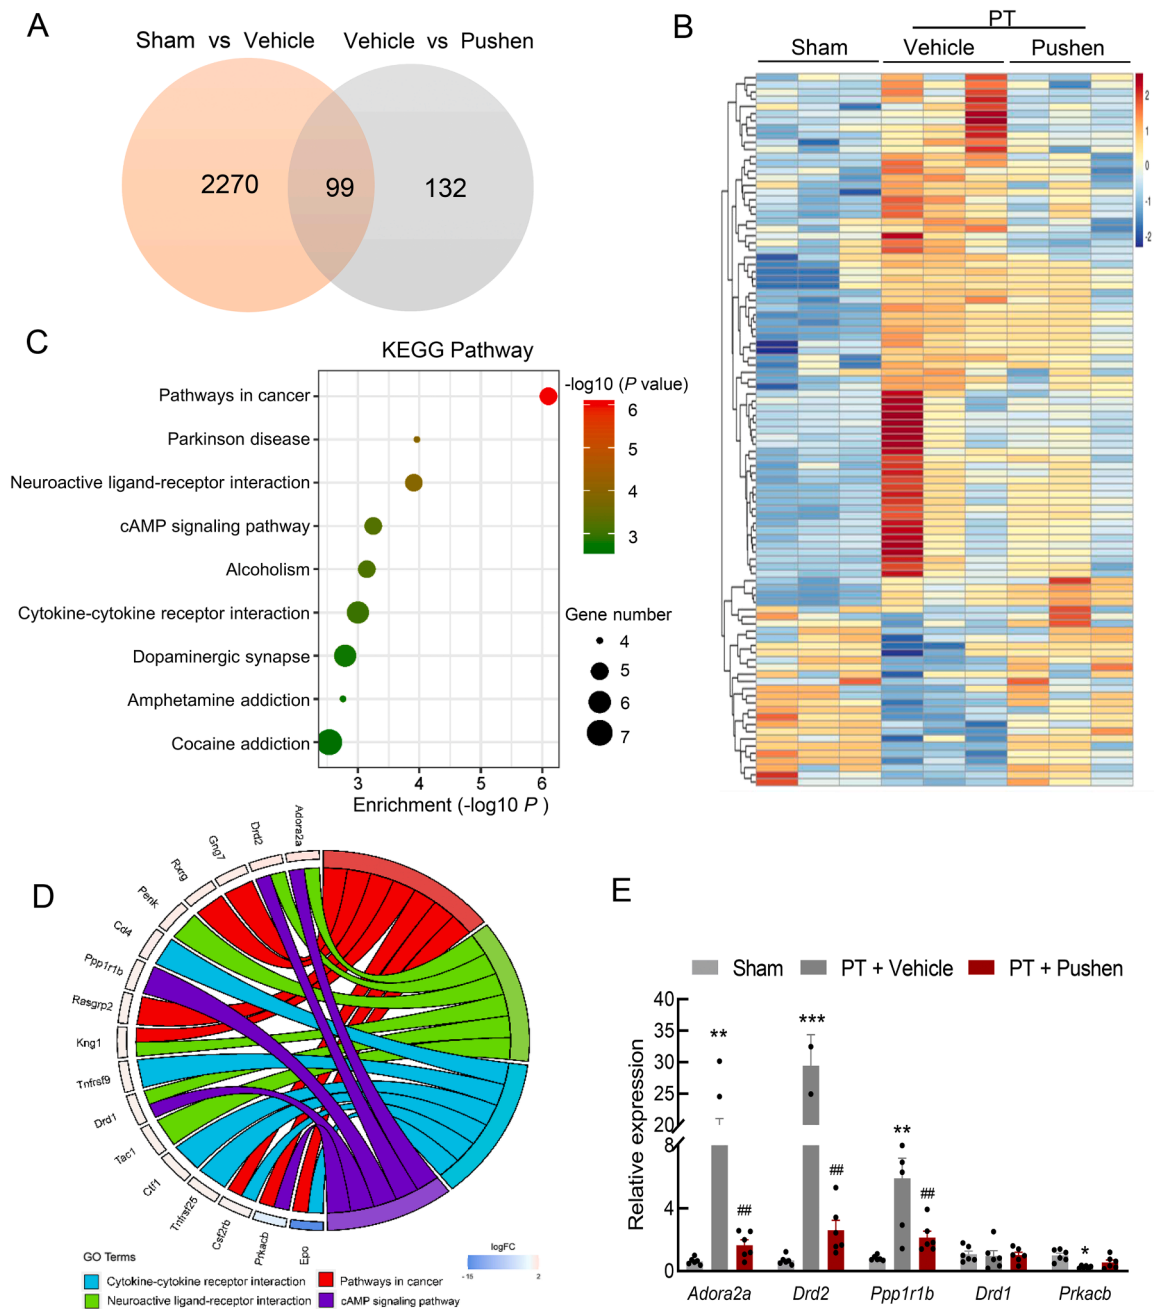 A
Sham vs Vehicle
Vehicle vs Pushen
2270
99
132
B
PT
Sham
Vehicle
Pushen
2
1
0
-1
-2
C
KEGG Pathway
Pathways in cancer
Parkinson disease
Neuroactive ligand-receptor interaction
cAMP signaling pathway
Alcoholism
Cytokine-cytokine receptor interaction
Dopaminergic synapse
Amphetamine addiction
Cocaine addiction
3 4 5 6
Enrichment (-log10 P )
-log10 (P value)
6
5
4
3
Gene number
4
5
6
7
D
Adora2a
Drd2
Gng7
Rxrg
Penk
Cd4
Ppp1r1b
Rasgrp2
Kng1
Tnfrsf9
Drd1
Tac1
Ctf1
Tnfrsf25
Csf2rb
Prkacb
Epo
GO Terms
Cytokine-cytokine receptor interaction
Neuroactive ligand-receptor interaction
Pathways in cancer
cAMP signaling pathway
logFC
-15 2
E
Sham
PT + Vehicle
PT + Pushen
Relative expression
40
35
30
25
20
8
4
0
**
##
***
##
**
##
*
Adora2a
Drd2
Ppp1r1b
Drd1
Prkacb